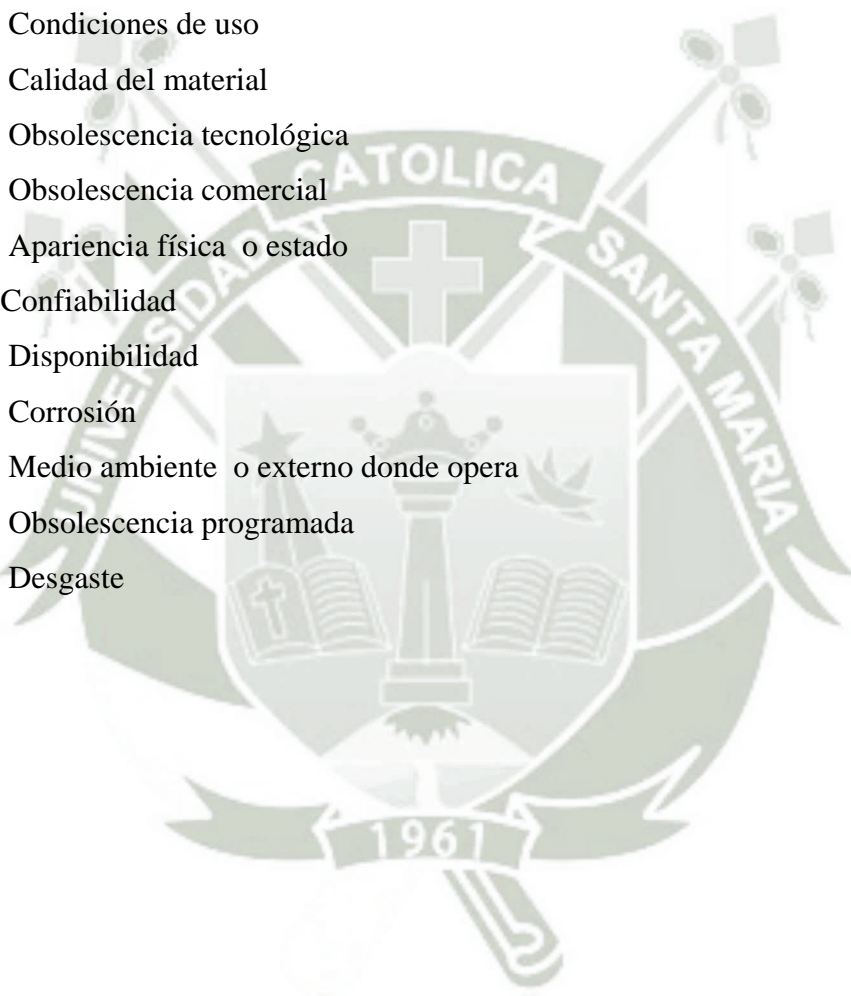 Condiciones de uso
Calidad del material
Obsolescencia tecnológica
Obsolescencia comercial
Apariencia física  o estado
Confiabilidad
Disponibilidad
Corrosión
Medio ambiente  o externo donde opera
Obsolescencia programada
Desgaste
UNIVERSIDAD CATOLICA SANTA MARIA
1961